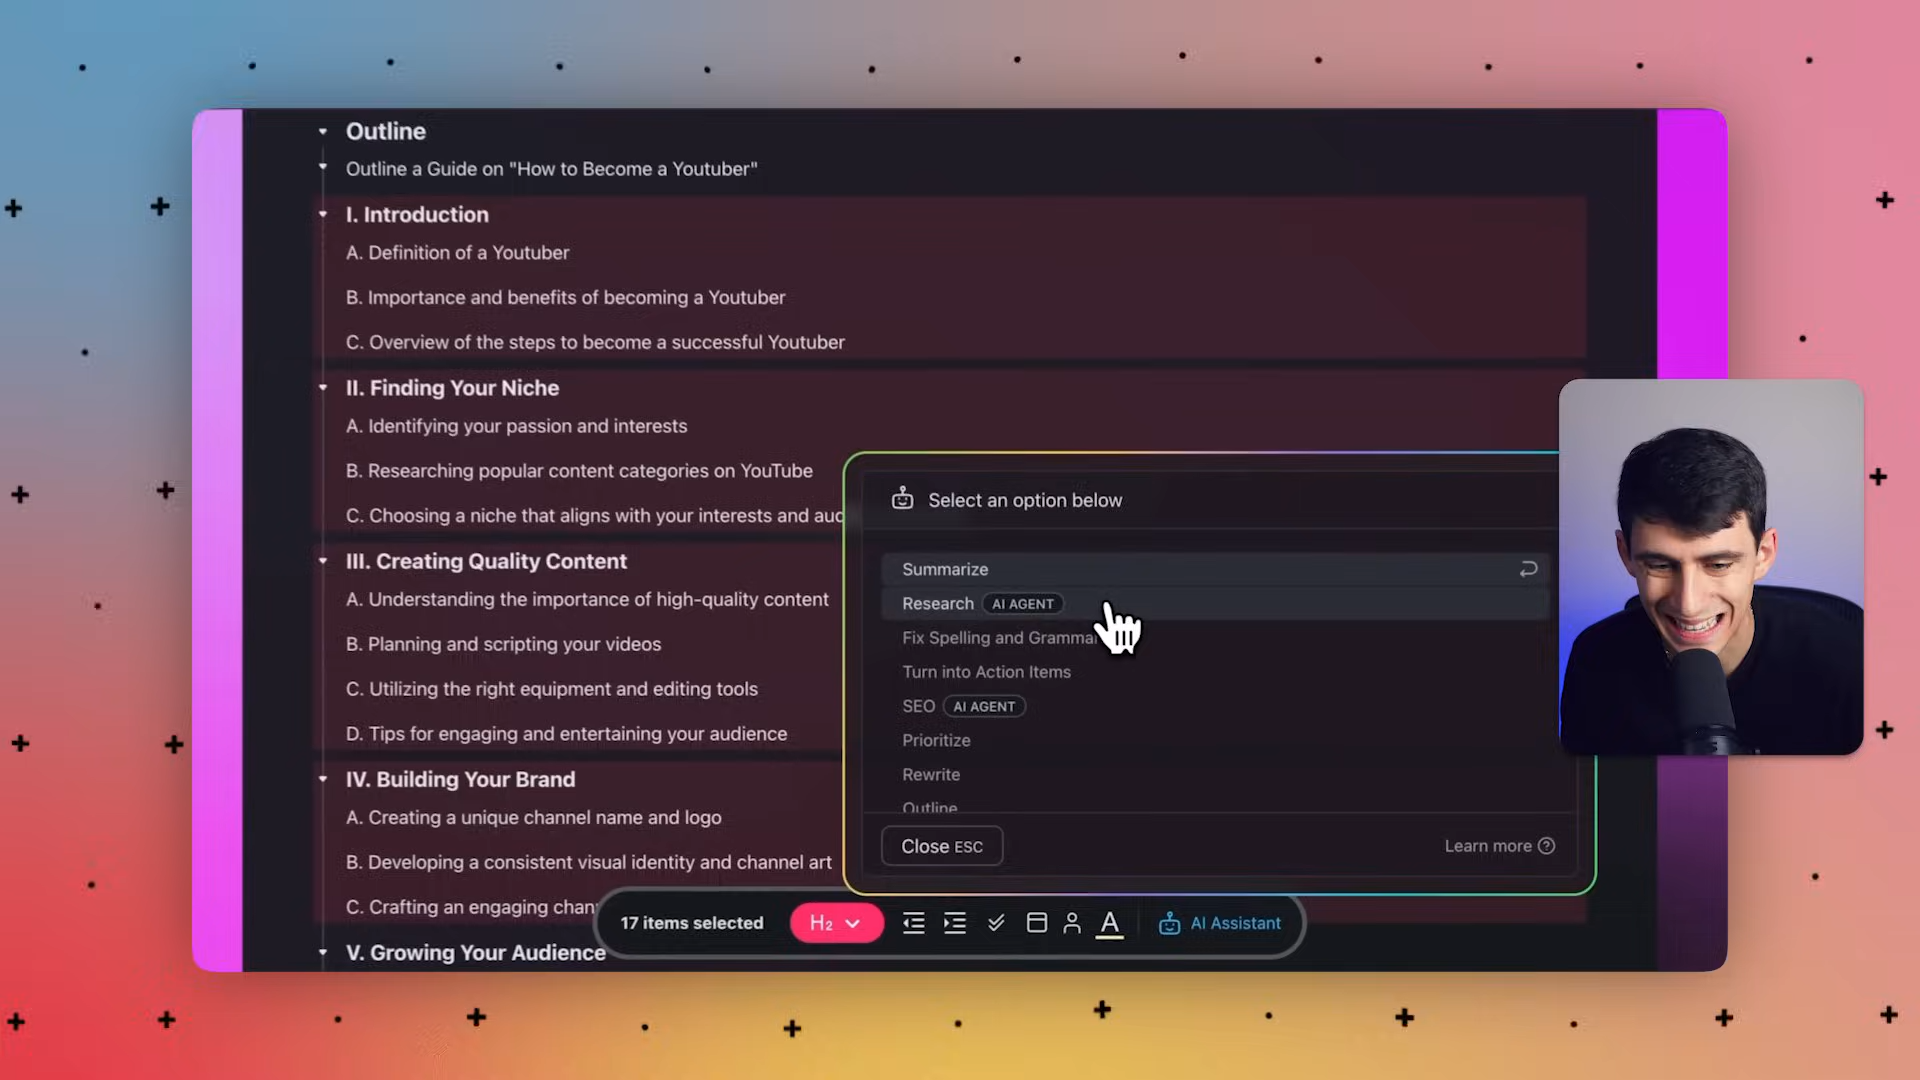 Outline
Outline a Guide on "How to Become a Youtuber"
I. Introduction
A. Definition of a Youtuber
B. Importance and benefits of becoming a Youtuber
C. Overview of the steps to become a successful Youtuber
II. Finding Your Niche
A. Identifying your passion and interests
B. Researching popular content categories on YouTube
C. Choosing a niche that aligns with your interests and
III. Creating Quality Content
A. Understanding the importance of high-quality content
B. Planning and scripting your videos
C. Utilizing the right equipment and editing tools
D. Tips for engaging and entertaining your audience
IV. Building Your Brand
A. Creating a unique channel name and logo
B. Developing a consistent visual identity and channel art
C. Crafting an engaging
V. Growing Your Audience
Select an option below
Summarize
Research AI AGENT
Fix Spelling and Grammar
Turn into Action Items
SEO AI AGENT
Prioritize
Rewrite
Outline
Close ESC
Learn more
17 items selected
H2
A
AI Assistant